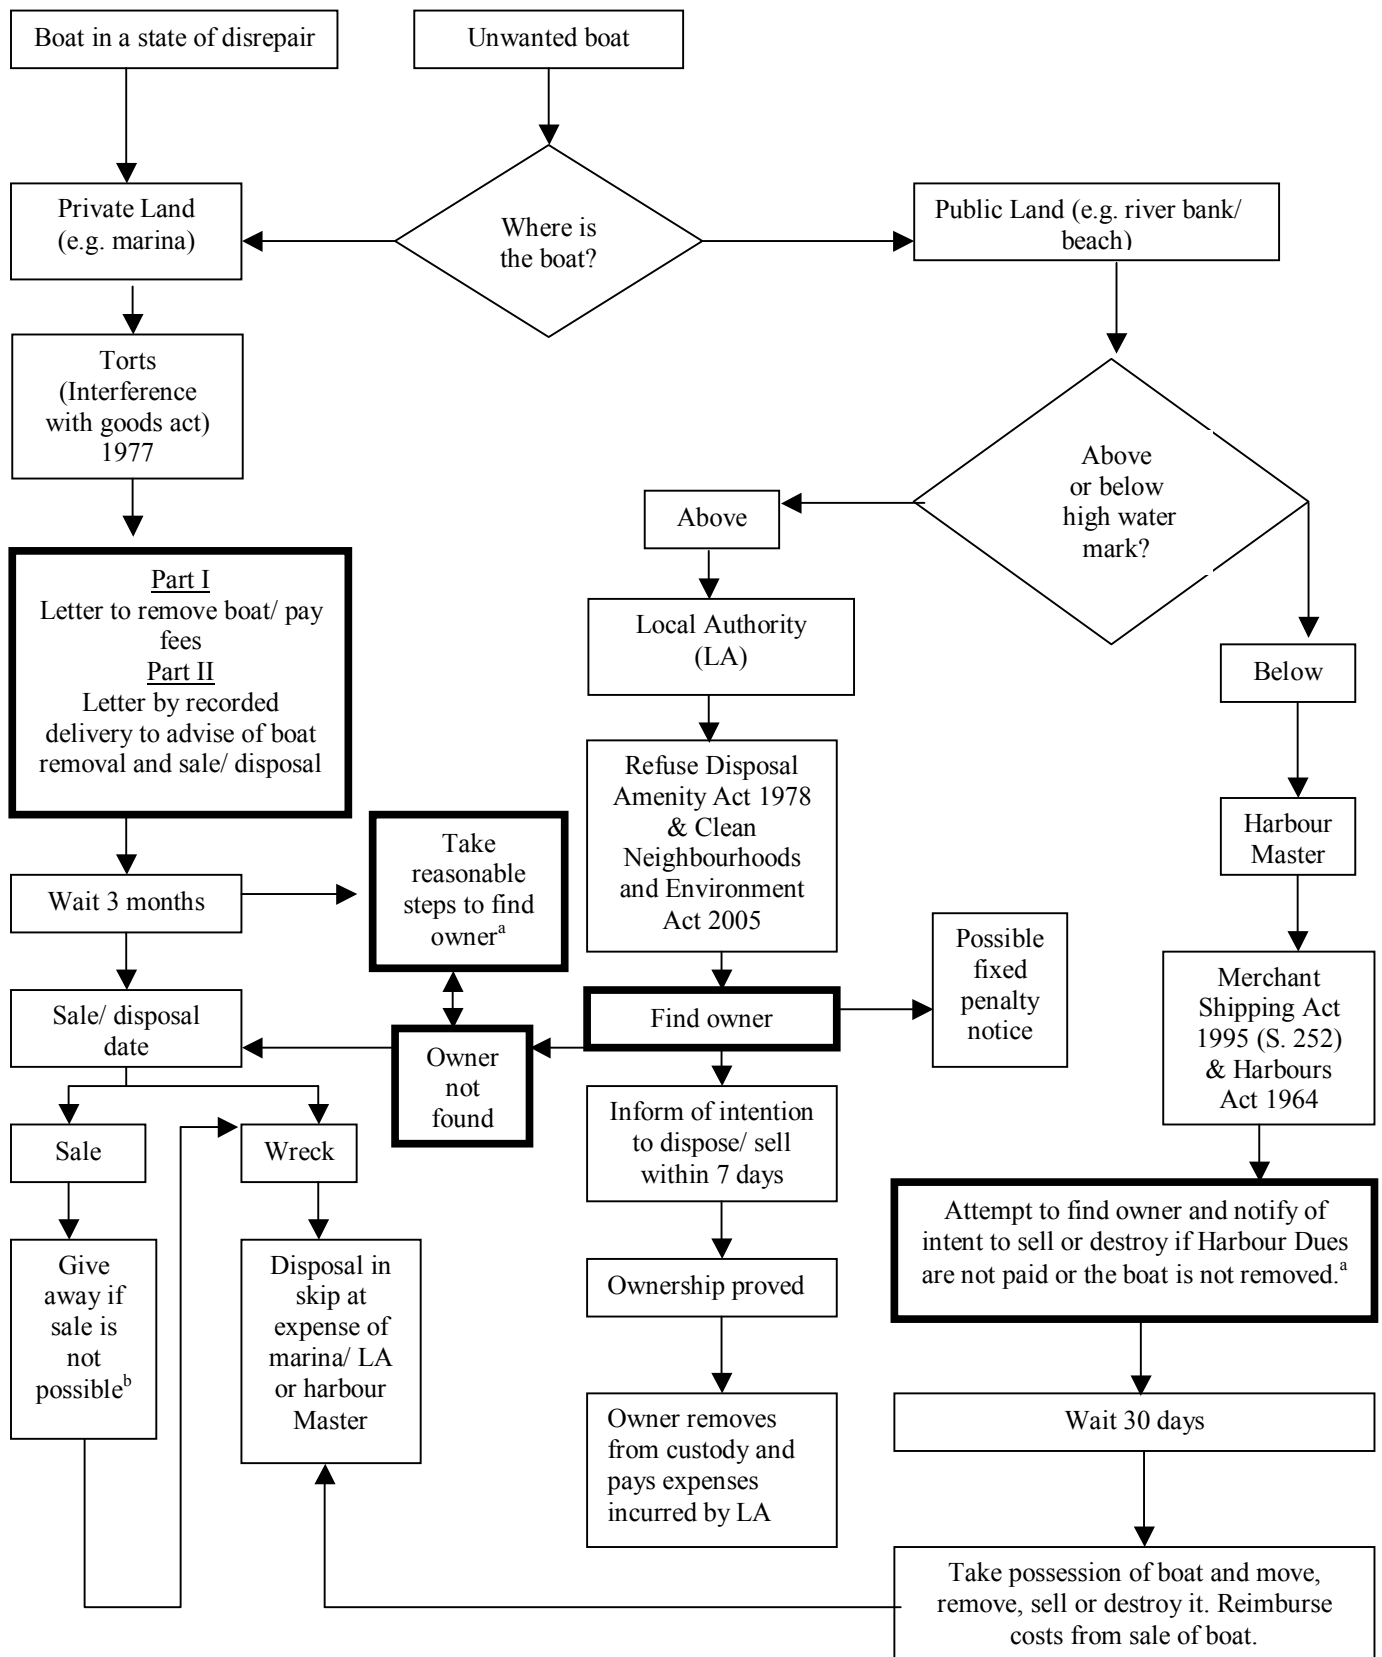 Boat in a state of disrepair
Unwanted boat
Private Land
(e.g. marina)
Where is
the boat?
Public Land (e.g. river bank/
beach)
Torts
(Interference
with goods act)
1977
Above
or below
high water
mark?
Above
Part I
Letter to remove boat/ pay
fees
Part II
Letter by recorded
delivery to advise of boat
removal and sale/ disposal
Local Authority
(LA)
Below
Refuse Disposal
Amenity Act 1978
& Clean
Neighbourhoods
and Environment
Act 2005
Harbour
Master
Take
reasonable
steps to find
owner^a
Wait 3 months
Possible
fixed
penalty
notice
Merchant
Shipping Act
1995 (S. 252)
& Harbours
Act 1964
Sale/ disposal
date
Find owner
Owner
not
found
Inform of intention
to dispose/ sell
within 7 days
Sale
Wreck
Attempt to find owner and notify of
intent to sell or destroy if Harbour Dues
are not paid or the boat is not removed.^a
Give
away if
sale is
not
possible^b
Disposal in
skip at
expense of
marina/ LA
or harbour
Master
Ownership proved
Owner removes
from custody and
pays expenses
incurred by LA
Wait 30 days
Take possession of boat and move,
remove, sell or destroy it. Reimburse
costs from sale of boat.